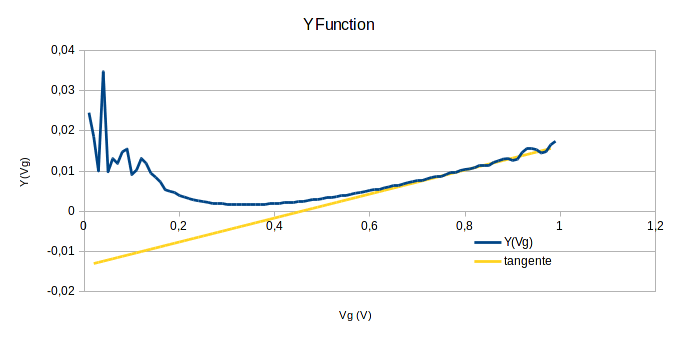 Y Function
0,04
0,03
0,02
0,01
0
-0,01
-0,02
Y(Vg)
0
0,2
0,4
0,6
0,8
1
1,2
Y(Vg)
tangente
Vg (V)